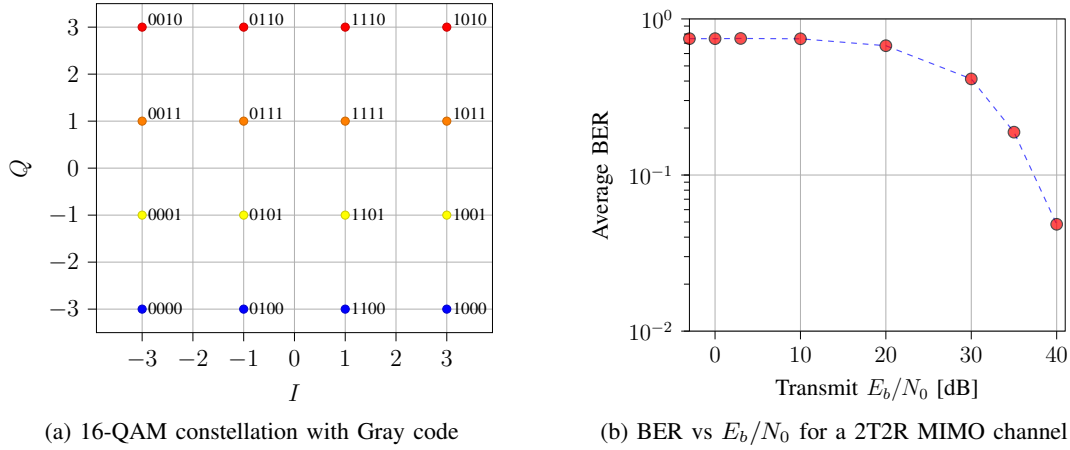 3
2
1
0
−1
−2
−3
Q
0010 0110 1110 1010
0011 0111 1111 1011
0001 0101 1101 1001
0000 0100 1100 1000
−3 −2 −1 0 1 2 3
I
(a) 16-QAM constellation with Gray code
10^0
10^−1
10^−2
Average BER
0 10 20 30 40
Transmit E_b/N_0 [dB]
(b) BER vs E_b/N_0 for a 2T2R MIMO channel